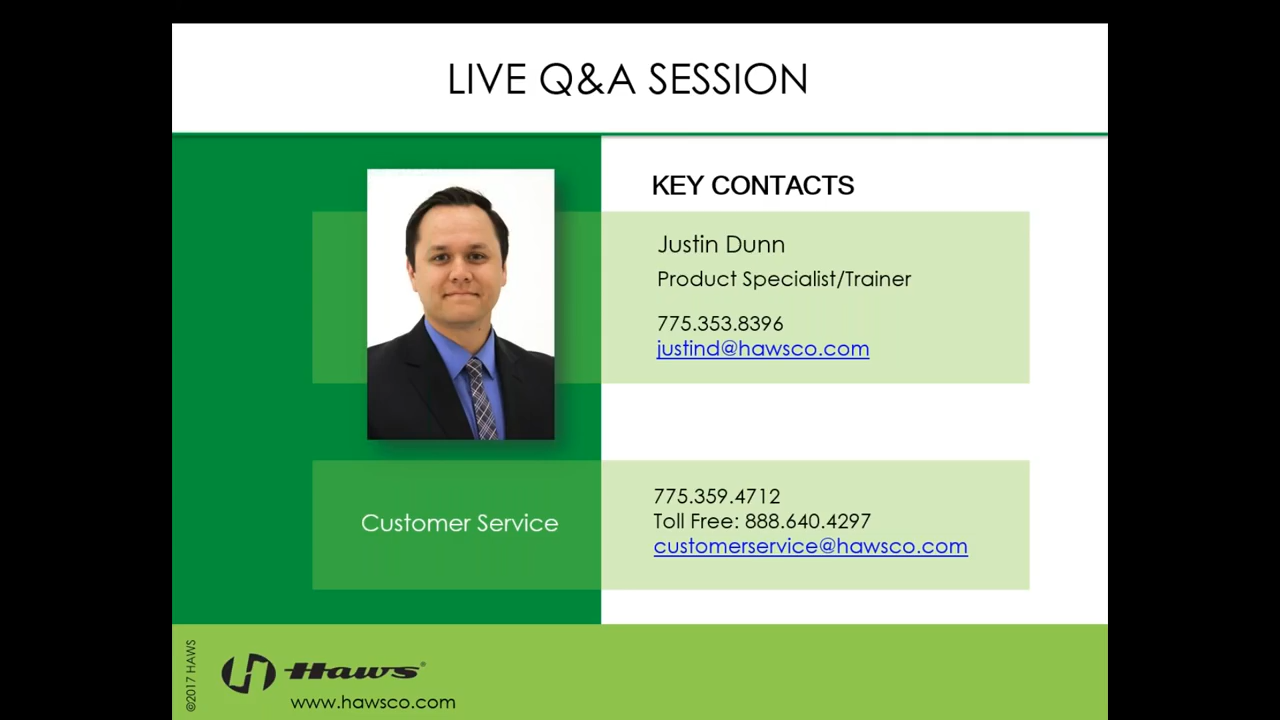 LIVE Q&A SESSION
KEY CONTACTS
Justin Dunn
Product Specialist/Trainer
775.353.8396
justind@hawsco.com
Customer Service
775.359.4712
Toll Free: 888.640.4297
customerservice@hawsco.com
©2017 HAWS
Haws®
www.hawsco.com